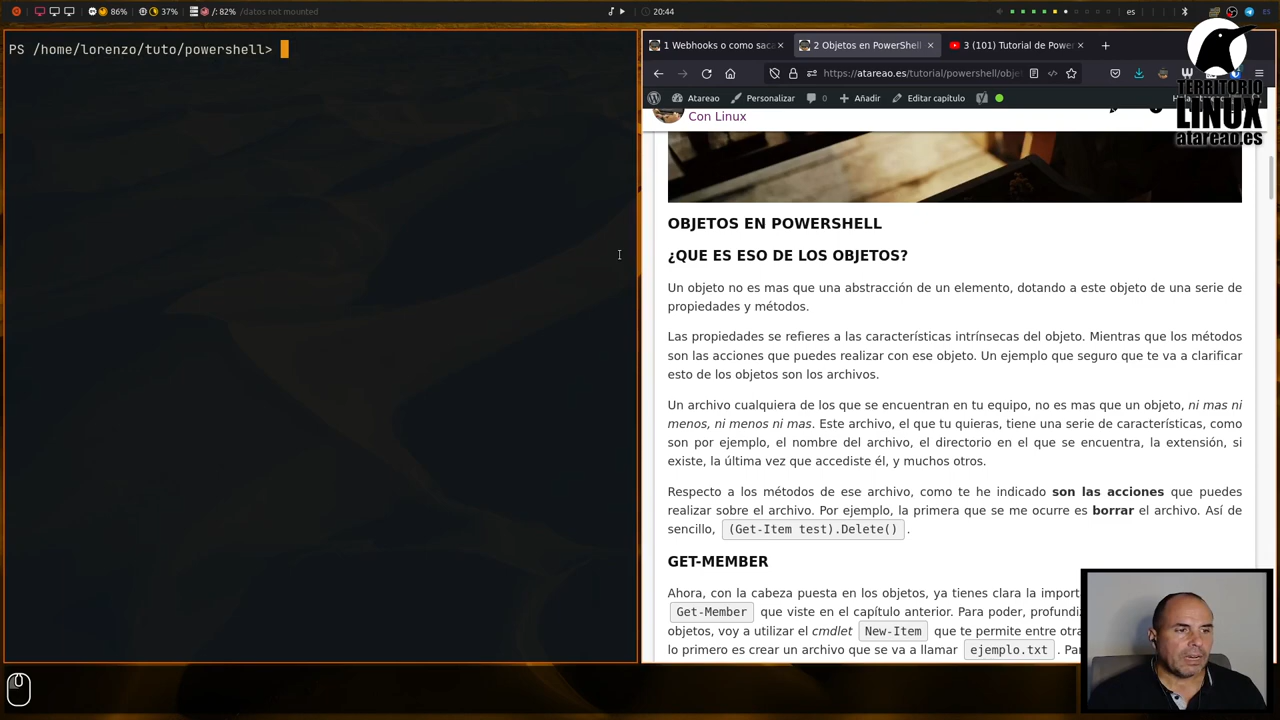 86% 37% /: 82% /datos not mounted
20:44
es
ES
PS /home/lorenzo/tuto/powershell>
1 Webhooks o como saca
2 Objetos en PowerShell
3 (101) Tutorial de Power
https://atareao.es/tutorial/powershell/obje
Atareao Personalizar 0 Añadir Editar capítulo
Con Linux
TERRITORIO
LINUX
atareao.es
OBJETOS EN POWERSHELL
¿QUE ES ESO DE LOS OBJETOS?
Un objeto no es mas que una abstracción de un elemento, dotando a este objeto de una serie de
propiedades y métodos.
Las propiedades se refieres a las características intrínsecas del objeto. Mientras que los métodos
son las acciones que puedes realizar con ese objeto. Un ejemplo que seguro que te va a clarificar
esto de los objetos son los archivos.
Un archivo cualquiera de los que se encuentran en tu equipo, no es mas que un objeto, ni mas ni
menos, ni menos ni mas. Este archivo, el que tu quieras, tiene una serie de características, como
son por ejemplo, el nombre del archivo, el directorio en el que se encuentra, la extensión, si
existe, la última vez que accediste él, y muchos otros.
Respecto a los métodos de ese archivo, como te he indicado son las acciones que puedes
realizar sobre el archivo. Por ejemplo, la primera que se me ocurre es borrar el archivo. Así de
sencillo, (Get-Item test).Delete() .
GET-MEMBER
Ahora, con la cabeza puesta en los objetos, ya tienes clara la import
Get-Member que viste en el capítulo anterior. Para poder, profundiz
objetos, voy a utilizar el cmdlet New-Item que te permite entre otra
lo primero es crear un archivo que se va a llamar ejemplo.txt . Par